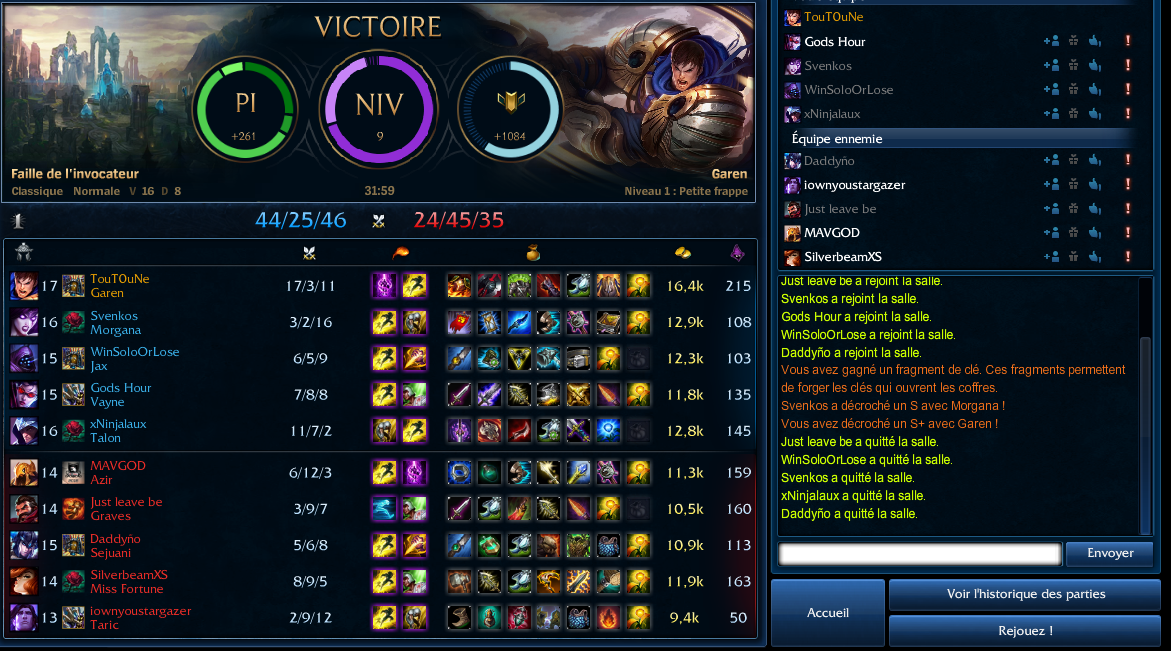 VICTOIRE
PI
+261
NIV
9
+1084
Faille de l'invocateur
Classique Normale V 16 D 8
31:59
Garen
Niveau 1 : Petite frappe
44/25/46 24/45/35
17 TouT0uNe Garen 17/3/11 16,4k 215
16 Svenkos Morgana 3/2/16 12,9k 108
15 WinSoloOrLose Jax 6/5/9 12,3k 103
15 Gods Hour Vayne 7/8/8 11,8k 135
16 xNinjalaux Talon 11/7/2 12,8k 145
14 MAVGOD Azir 6/12/3 11,3k 159
14 Just leave be Graves 3/9/7 10,5k 160
15 Daddyño Sejuani 5/6/8 10,9k 113
14 SilverbeamXS Miss Fortune 8/9/5 11,9k 163
13 iownyoustargazer Taric 2/9/12 9,4k 50
TouT0uNe
Gods Hour
Svenkos
WinSoloOrLose
xNinjalaux
Équipe ennemie
Daddyño
iownyoustargazer
Just leave be
MAVGOD
SilverbeamXS
Just leave be a rejoint la salle.
Svenkos a rejoint la salle.
Gods Hour a rejoint la salle.
WinSoloOrLose a rejoint la salle.
Daddyño a rejoint la salle.
Vous avez gagné un fragment de clé. Ces fragments permettent
de forger les clés qui ouvrent les coffres.
Svenkos a décroché un S avec Morgana !
Vous avez décroché un S+ avec Garen !
Just leave be a quitté la salle.
WinSoloOrLose a quitté la salle.
Svenkos a quitté la salle.
xNinjalaux a quitté la salle.
Daddyño a quitté la salle.
Envoyer
Accueil
Voir l'historique des parties
Rejouez !